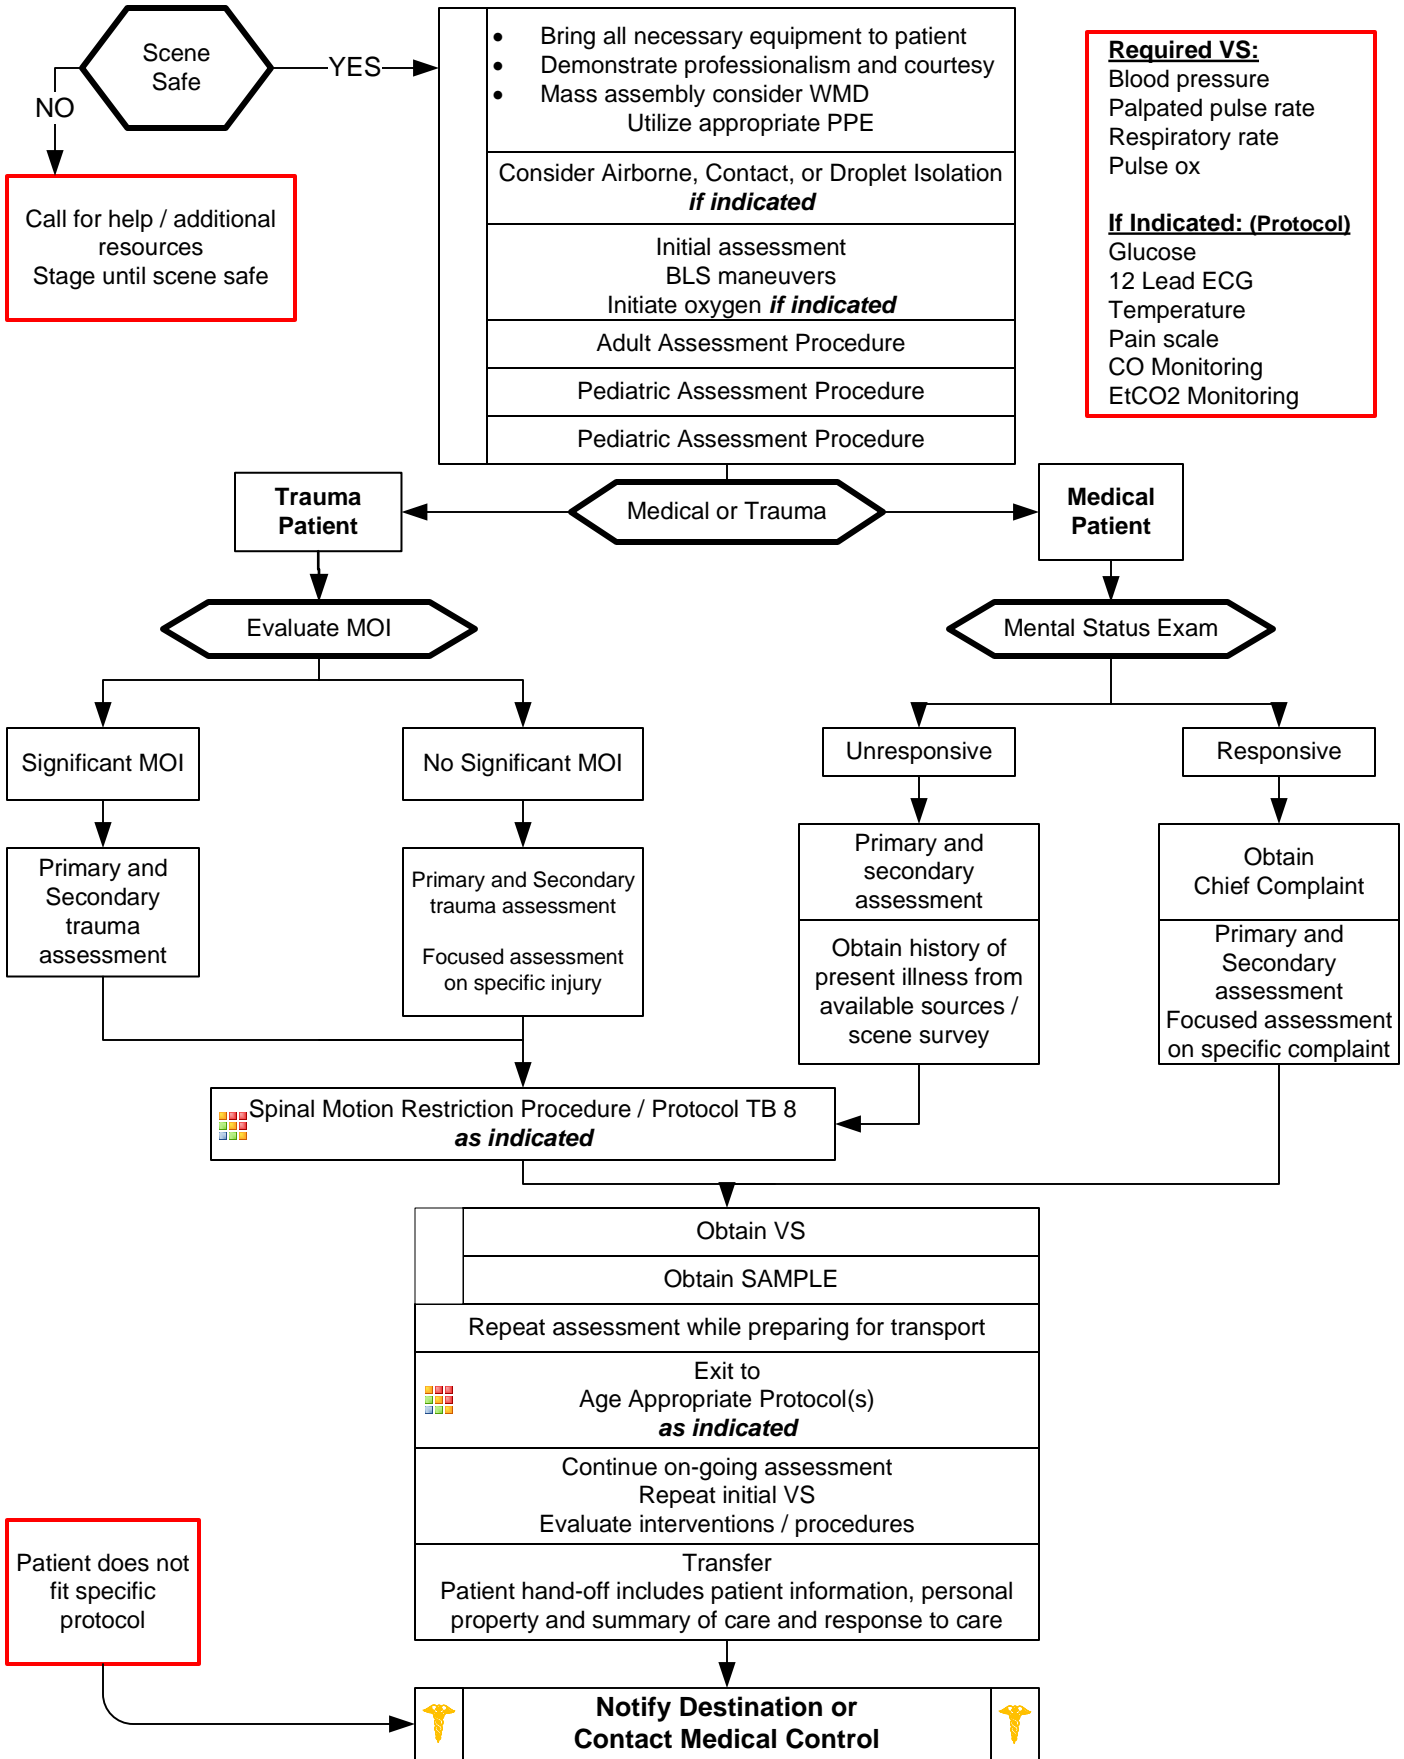 Scene
Safe
YES
NO
Call for help / additional
resources
Stage until scene safe
• Bring all necessary equipment to patient
• Demonstrate professionalism and courtesy
• Mass assembly consider WMD
Utilize appropriate PPE
Consider Airborne, Contact, or Droplet Isolation
if indicated
Initial assessment
BLS maneuvers
Initiate oxygen if indicated
Adult Assessment Procedure
Pediatric Assessment Procedure
Pediatric Assessment Procedure
Required VS:
Blood pressure
Palpated pulse rate
Respiratory rate
Pulse ox
If Indicated: (Protocol)
Glucose
12 Lead ECG
Temperature
Pain scale
CO Monitoring
EtCO2 Monitoring
Trauma
Patient
Medical or Trauma
Medical
Patient
Evaluate MOI
Mental Status Exam
Significant MOI
No Significant MOI
Unresponsive
Responsive
Primary and
Secondary
trauma
assessment
Primary and Secondary
trauma assessment
Focused assessment
on specific injury
Primary and
secondary
assessment
Obtain history of
present illness from
available sources /
scene survey
Obtain
Chief Complaint
Primary and
Secondary
assessment
Focused assessment
on specific complaint
Spinal Motion Restriction Procedure / Protocol TB 8
as indicated
Obtain VS
Obtain SAMPLE
Repeat assessment while preparing for transport
Exit to
Age Appropriate Protocol(s)
as indicated
Continue on-going assessment
Repeat initial VS
Evaluate interventions / procedures
Transfer
Patient hand-off includes patient information, personal
property and summary of care and response to care
Patient does not
fit specific
protocol
Notify Destination or
Contact Medical Control